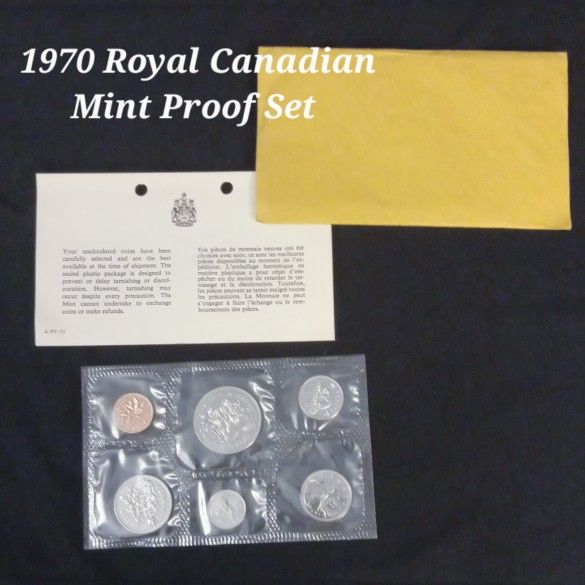 1970 Royal Canadian
Mint Proof Set
Your uncirculated coins have been
carefully selected and are the best
available at the time of shipment. The
sealed plastic package is designed to
prevent or delay tarnishing or discol-
ouration. However, tarnishing may
occur despite every precaution. The
Mint cannot undertake to exchange
coins or make refunds.
Vos pièces de monnaie neuves ont été
choisies avec soin; ce sont les meilleures
pièces disponibles au moment de l'ex-
pédition. L'emballage hermétique en
matière plastique a pour objet d'em-
pêcher ou du moins de retarder le ter-
nissage et la décoloration. Toutefois,
les pièces peuvent se ternir malgré toutes
les précautions. La Monnaie ne peut
s'engager à faire l'échange ou le rem-
boursement des pièces.